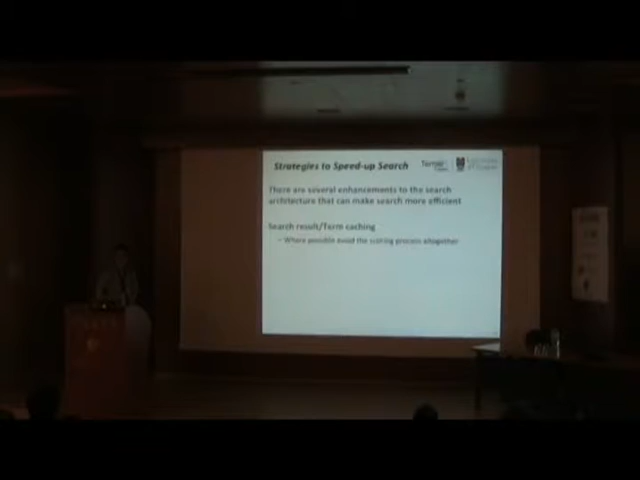 Strategies to Speed-up Search
Terrier
There are several enhancements to the search
architecture that can make search more efficient
Search result/Term caching
– Where possible avoid the scoring process altogether